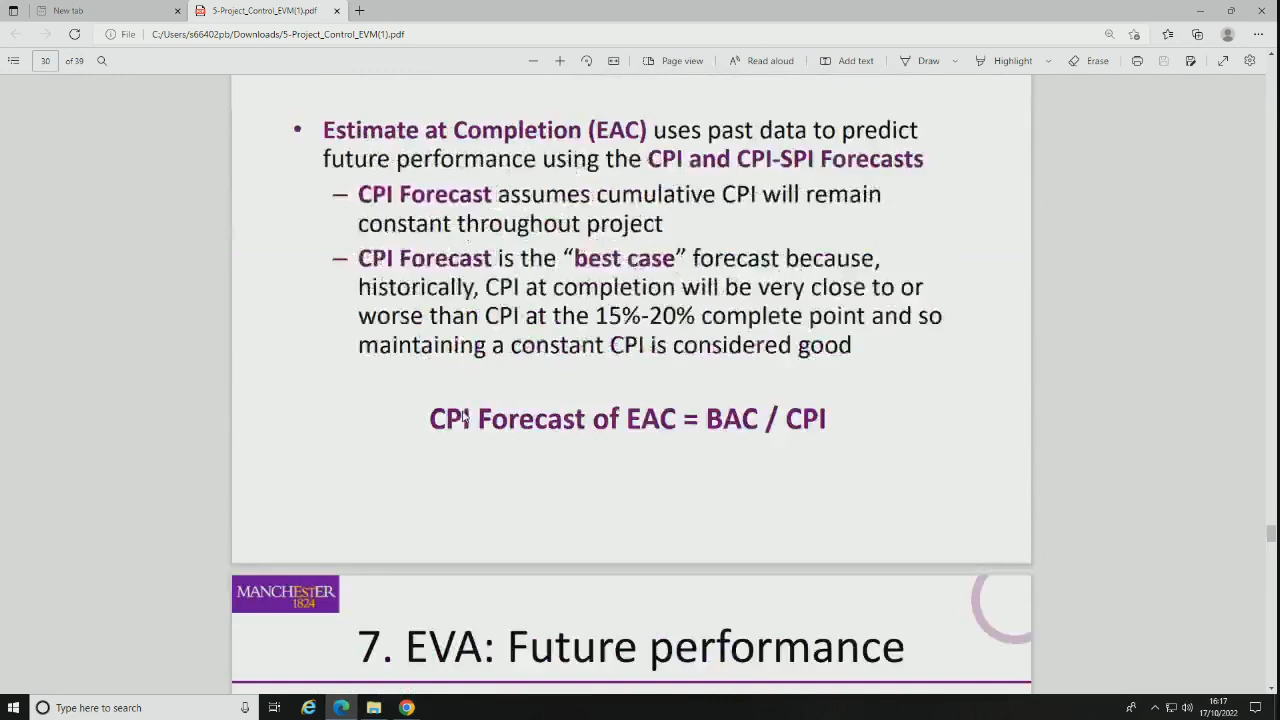 New tab
5-Project_Control_EVM(1).pdf
File
C:/Users/s66402pb/Downloads/5-Project_Control_EVM(1).pdf
30 of 39
Page view
Read aloud
Add text
Draw
Highlight
Erase
• Estimate at Completion (EAC) uses past data to predict
future performance using the CPI and CPI-SPI Forecasts
– CPI Forecast assumes cumulative CPI will remain
constant throughout project
– CPI Forecast is the “best case” forecast because,
historically, CPI at completion will be very close to or
worse than CPI at the 15%-20% complete point and so
maintaining a constant CPI is considered good
CPI Forecast of EAC = BAC / CPI
MANCHESTER
1824
7. EVA: Future performance
Type here to search
16:17
17/10/2022